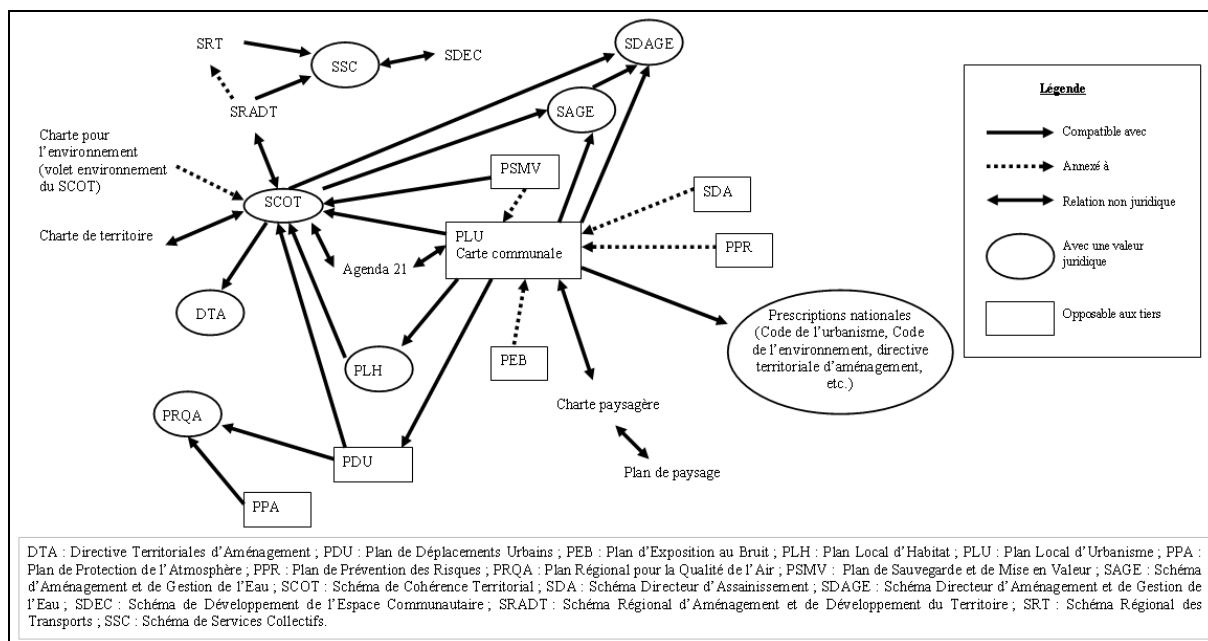 SRT
SSC
SDEC
SDAGE
SRADT
SAGE
Charte pour
l'environnement
(volet environnement
du SCOT)
PSMV
SDA
SCOT
Charte de territoire
PLU
Carte communale
Agenda 21
PPR
DTA
PEB
PLH
Prescriptions nationales
(Code de l'urbanisme, Code
de l'environnement, directive
territoriale d'aménagement,
etc.)
Charte paysagère
PRQA
PDU
Plan de paysage
PPA
Légende
Compatible avec
Annexé à
Relation non juridique
Avec une valeur
juridique
Opposable aux tiers
DTA : Directive Territoriales d'Aménagement ; PDU : Plan de Déplacements Urbains ; PEB : Plan d'Exposition au Bruit ; PLH : Plan Local d'Habitat ; PLU : Plan Local d'Urbanisme ; PPA
: Plan de Protection de l'Atmosphère ; PPR : Plan de Prévention des Risques ; PRQA : Plan Régional pour la Qualité de l'Air ; PSMV : Plan de Sauvegarde et de Mise en Valeur ; SAGE : Schéma
d'Aménagement et de Gestion de l'Eau ; SCOT : Schéma de Cohérence Territorial ; SDA : Schéma Directeur d'Assainissement ; SDAGE : Schéma Directeur d'Aménagement et de Gestion de
l'Eau ; SDEC : Schéma de Développement de l'Espace Communautaire ; SRADT : Schéma Régional d'Aménagement et de Développement du Territoire ; SRT : Schéma Régional des
Transports ; SSC : Schéma de Services Collectifs.